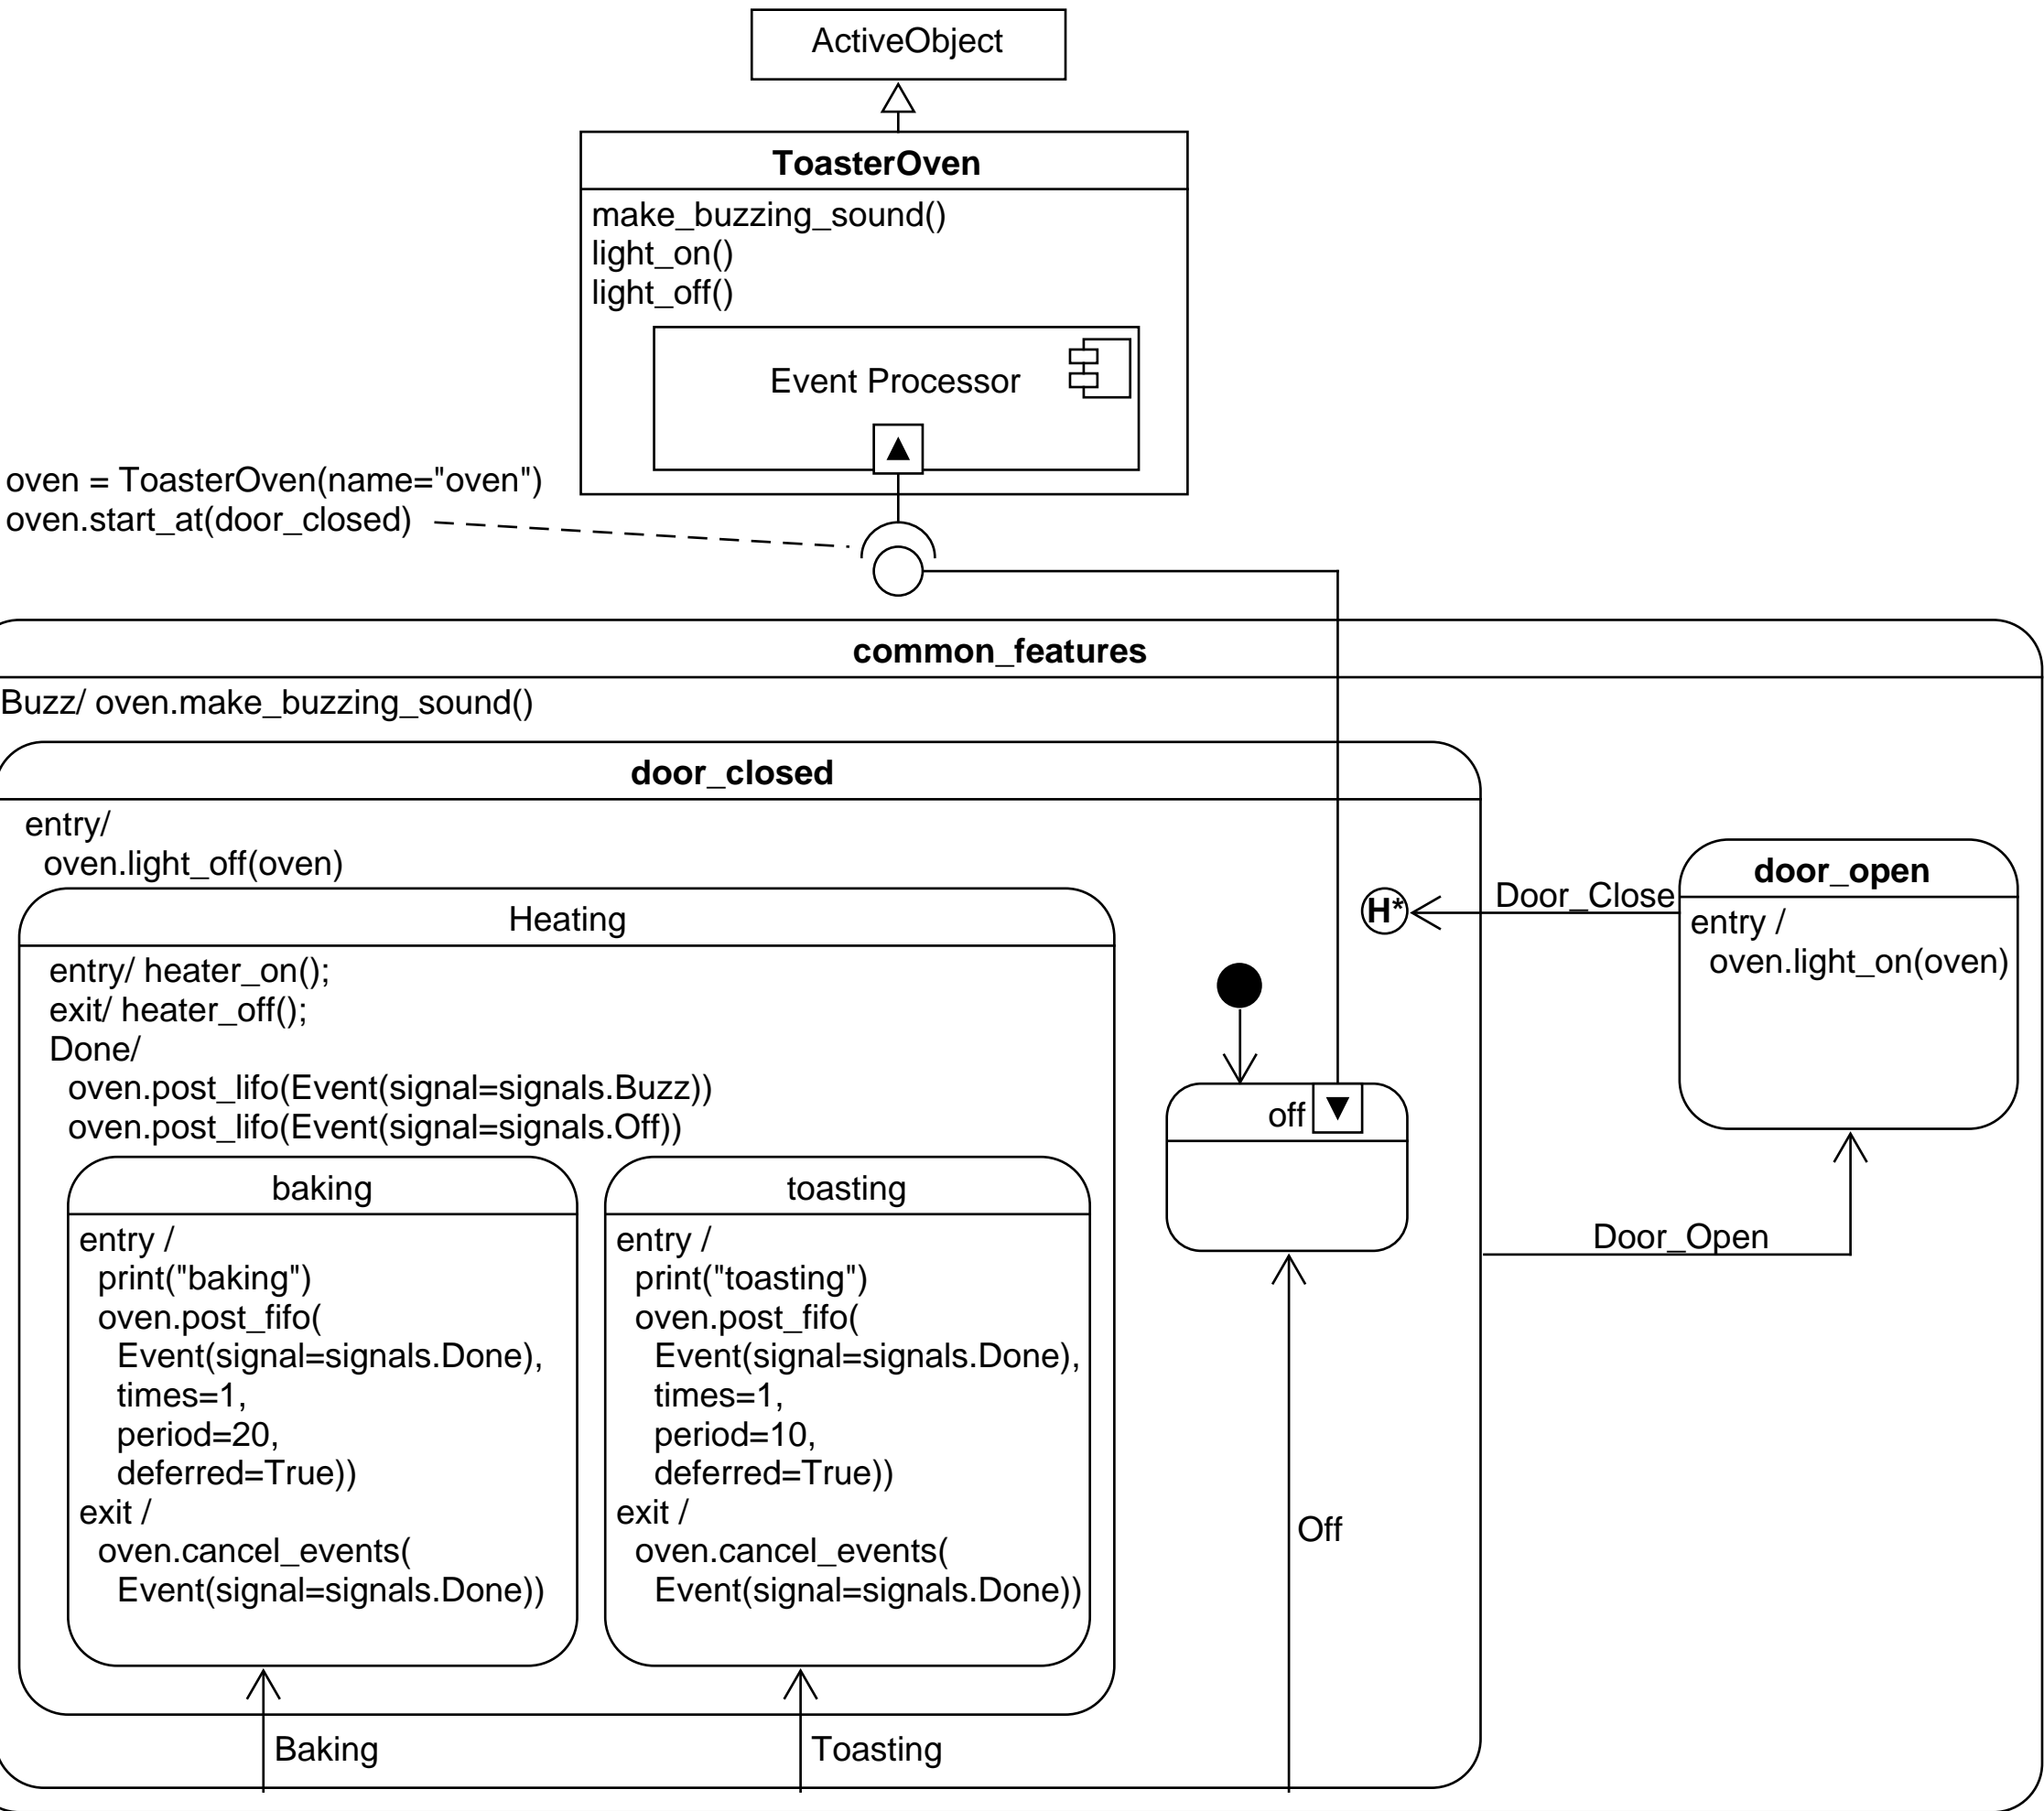 ActiveObject
ToasterOven
make_buzzing_sound()
light_on()
light_off()
Event Processor
oven = ToasterOven(name="oven")
oven.start_at(door_closed)
common_features
Buzz/ oven.make_buzzing_sound()
door_closed
entry/
oven.light_off(oven)
Heating
entry/ heater_on();
exit/ heater_off();
Done/
oven.post_lifo(Event(signal=signals.Buzz))
oven.post_lifo(Event(signal=signals.Off))
baking
entry /
print("baking")
oven.post_fifo(
Event(signal=signals.Done),
times=1,
period=20,
deferred=True))
exit /
oven.cancel_events(
Event(signal=signals.Done))
toasting
entry /
print("toasting")
oven.post_fifo(
Event(signal=signals.Done),
times=1,
period=10,
deferred=True))
exit /
oven.cancel_events(
Event(signal=signals.Done))
Baking
Toasting
off
Off
H*
Door_Close
door_open
entry /
oven.light_on(oven)
Door_Open